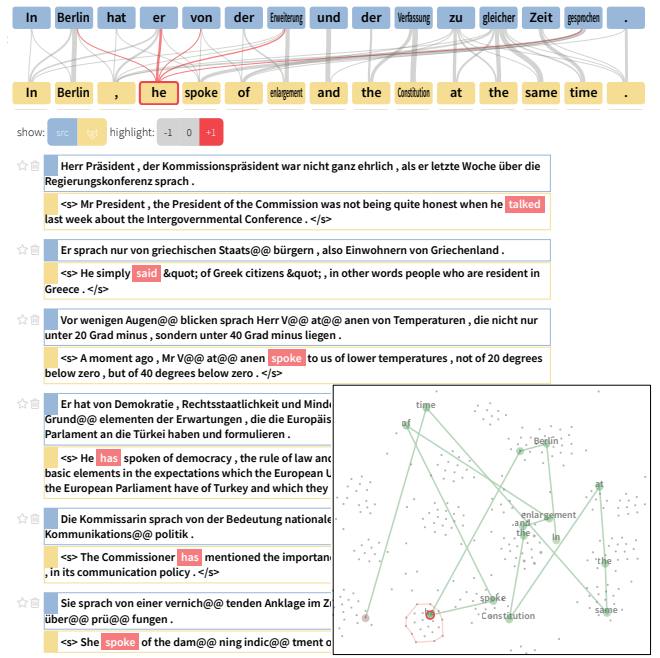 In Berlin hat er von der Erweiterung und der Verfassung zu gleicher Zeit gesprochen .
In Berlin , he spoke of enlargement and the Constitution at the same time .
show: src tgt highlight: -1 0 +1
Herr Präsident , der Kommissionspräsident war nicht ganz ehrlich , als er letzte Woche über die
Regierungskonferenz sprach .
<s> Mr President , the President of the Commission was not being quite honest when he talked
last week about the Intergovernmental Conference . </s>
Er sprach nur von griechischen Staats@@ bürgern , also Einwohnern von Griechenland .
<s> He simply said &quot; of Greek citizens &quot; , in other words people who are resident in
Greece . </s>
Vor wenigen Augen@@ blicken sprach Herr V@@ at@@ anen von Temperaturen , die nicht nur
unter 20 Grad minus , sondern unter 40 Grad minus liegen .
<s> A moment ago , Mr V@@ at@@ anen spoke to us of lower temperatures , not of 20 degrees
below zero , but of 40 degrees below zero . </s>
Er hat von Demokratie , Rechtsstaatlichkeit und Minde
Grund@@ elementen der Erwartungen , die die Europäis
Parlament an die Türkei haben und formulieren .
<s> He has spoken of democracy , the rule of law and
basic elements in the expectations which the European U
the European Parliament have of Turkey and which they
Die Kommissarin sprach von der Bedeutung nationale
Kommunikations@@ politik .
<s> The Commissioner has mentioned the importan
, in its communication policy . </s>
Sie sprach von einer vernich@@ tenden Anklage im Z
über@@ prü@@ fungen .
<s> She spoke of the dam@@ ning indic@@ tment o
time
of
Berlin
at
enlargement
and
the
In
the
spoke
he
Constitution
same